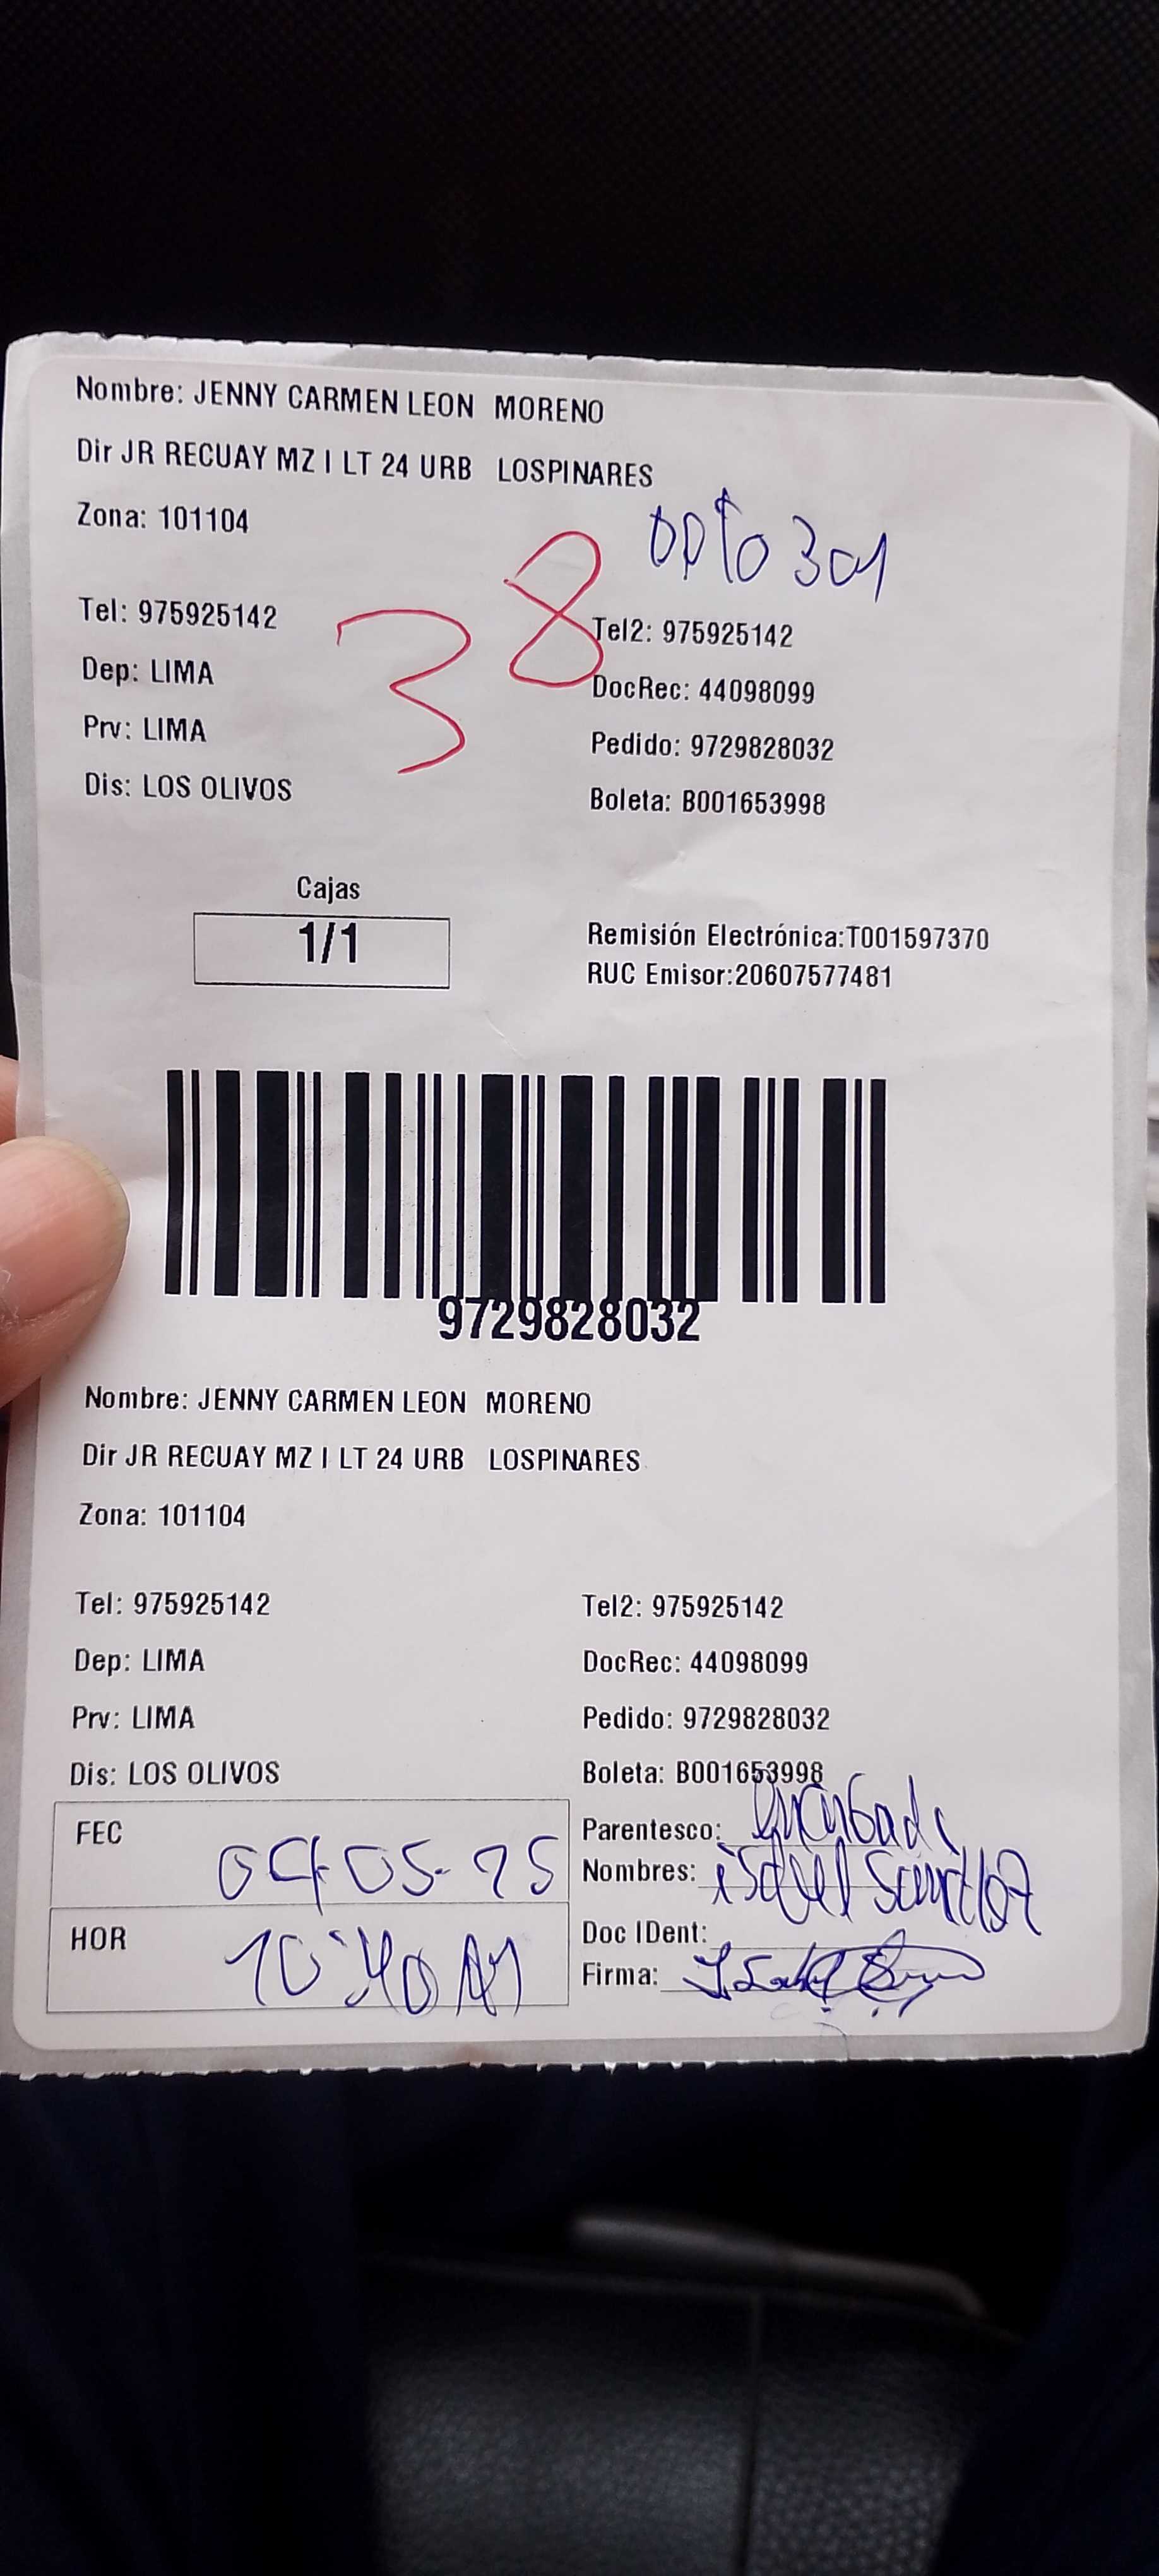 Nombre: JENNY CARMEN LEON MORENO
Dir JR RECUAY MZ I LT 24 URB LOSPINARES
Zona: 101104
DPTO 301
38
Tel: 975925142
Tel2: 975925142
Dep: LIMA
DocRec: 44098099
Prv: LIMA
Pedido: 9729828032
Dis: LOS OLIVOS
Boleta: B001653998
Cajas
1/1
Remisión Electrónica:T001597370
RUC Emisor:20607577481
9729828032
Nombre: JENNY CARMEN LEON MORENO
Dir JR RECUAY MZ I LT 24 URB LOSPINARES
Zona: 101104
Tel: 975925142
Tel2: 975925142
Dep: LIMA
DocRec: 44098099
Prv: LIMA
Pedido: 9729828032
Dis: LOS OLIVOS
Boleta: B001653998
FEC
Parentesco:
Nombres:
HOR 10:40 AM
Doc IDent:
Firma: